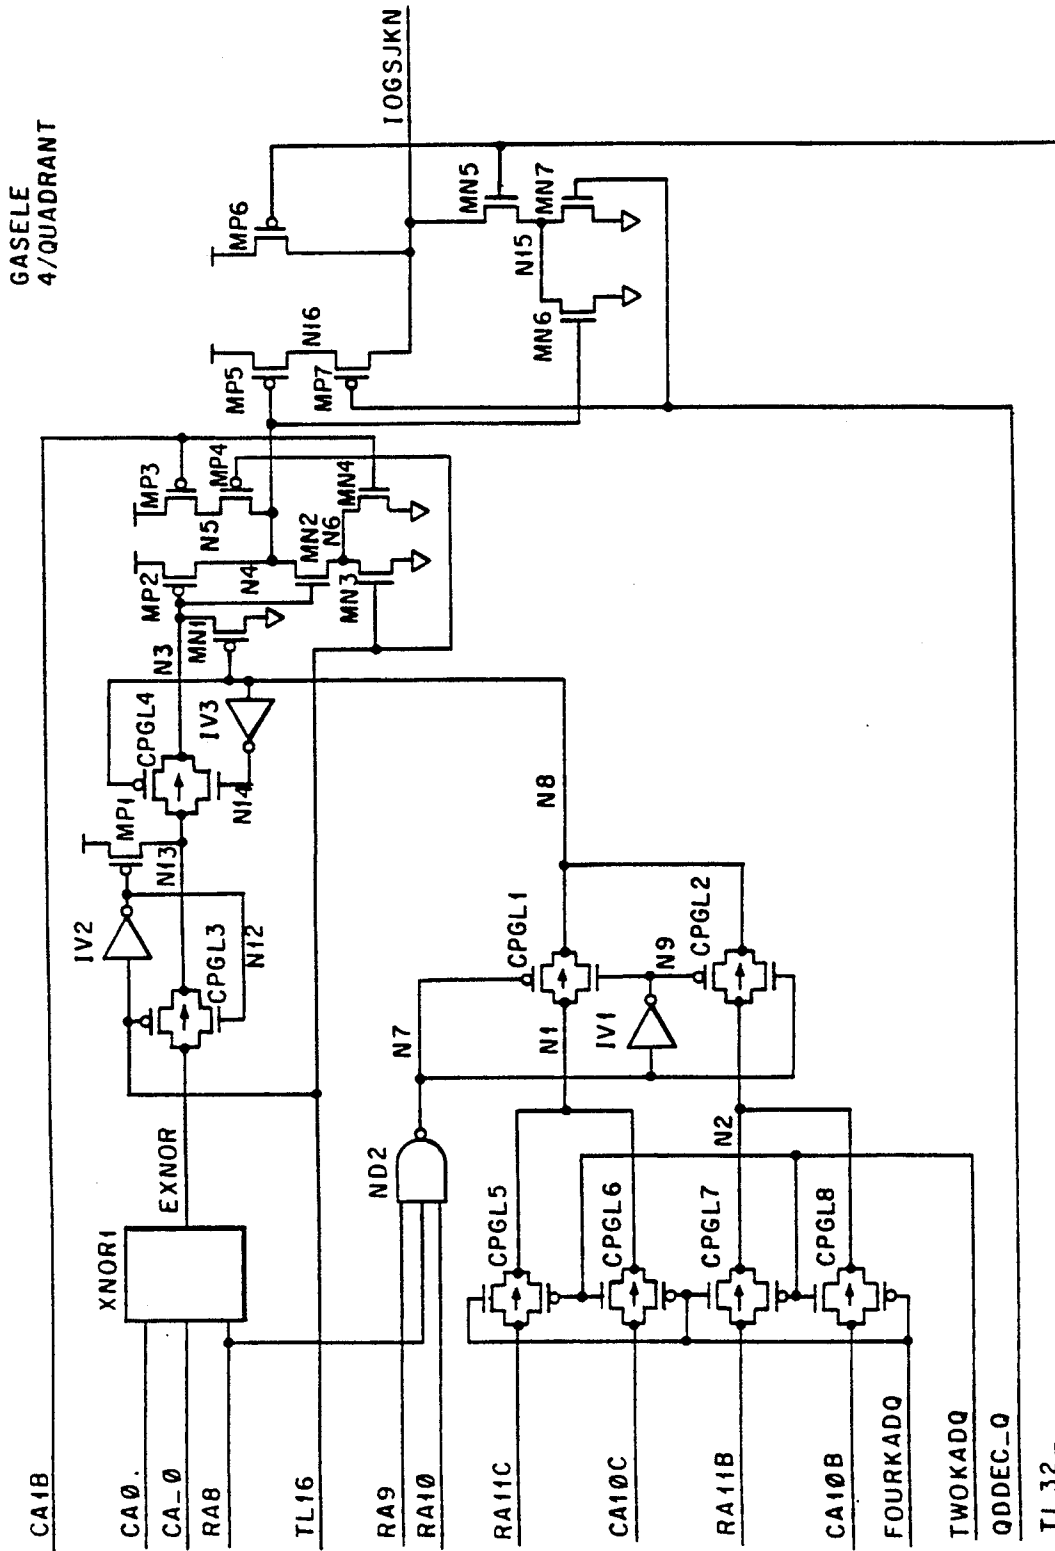 GASELE
4/QUADRANT
CA1B
CAØ.
CA_Ø
RA8
TL16
RA9
RA1Ø
RA11C
CA1ØC
RA11B
CA1ØB
FOURKADQ
TWOKADQ
QDDEC_Q
TL32_
XNOR1
EXNOR
ND2
CPGL5
CPGL6
CPGL7
CPGL8
N2
N7
N1
IV1
N9
CPGL1
CPGL2
N8
IV2
CPGL3
N12
N13
MP1
CPGL4
N14
IV3
N3
MN1
MP2
N4
MN2
MN3
N6
MN4
MP3
N5
MP4
MP5
N16
MP7
MP6
MN6
N15
MN5
MN7
IOGSJKN